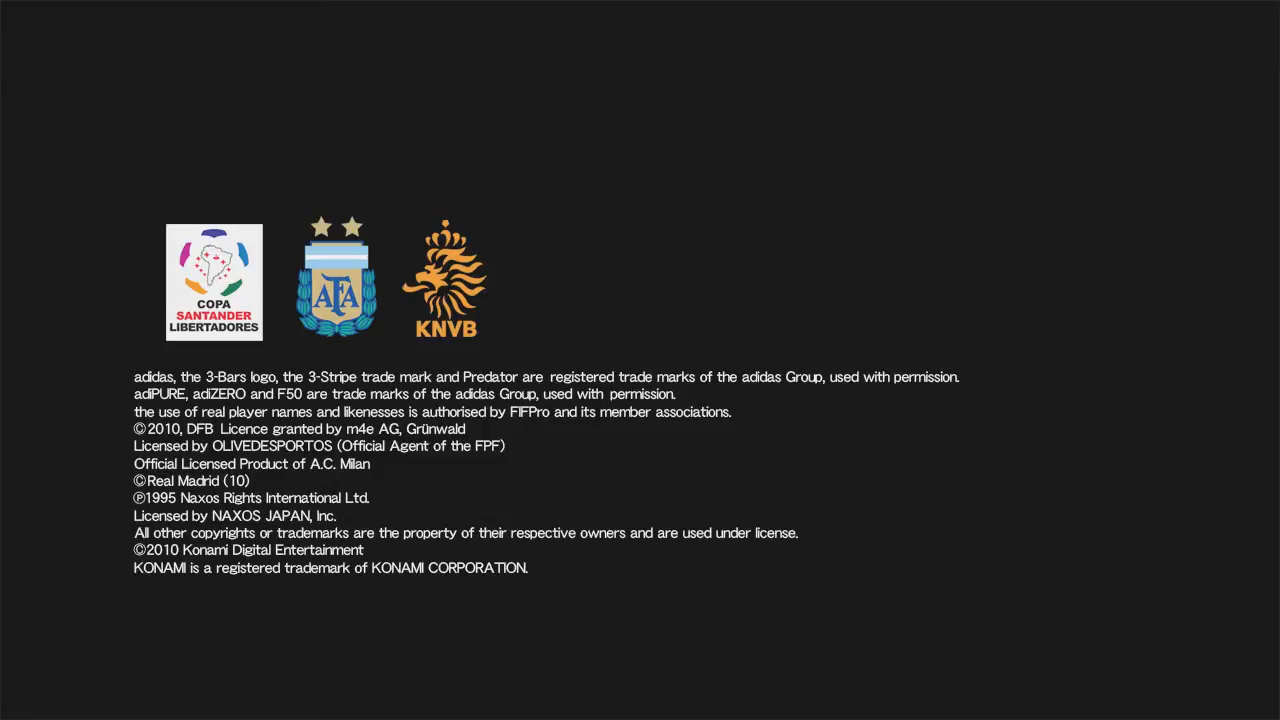 COPA
SANTANDER
LIBERTADORES
AFA
KNVB
adidas, the 3-Bars logo, the 3-Stripe trade mark and Predator are registered trade marks of the adidas Group, used with permission.
adiPURE, adiZERO and F50 are trade marks of the adidas Group, used with permission.
the use of real player names and likenesses is authorised by FIFPro and its member associations.
©2010, DFB Licence granted by m4e AG, Grünwald
Licensed by OLIVEDESPORTOS (Official Agent of the FPF)
Official Licensed Product of A.C. Milan
©Real Madrid (10)
℗1995 Naxos Rights International Ltd.
Licensed by NAXOS JAPAN, Inc.
All other copyrights or trademarks are the property of their respective owners and are used under license.
©2010 Konami Digital Entertainment
KONAMI is a registered trademark of KONAMI CORPORATION.